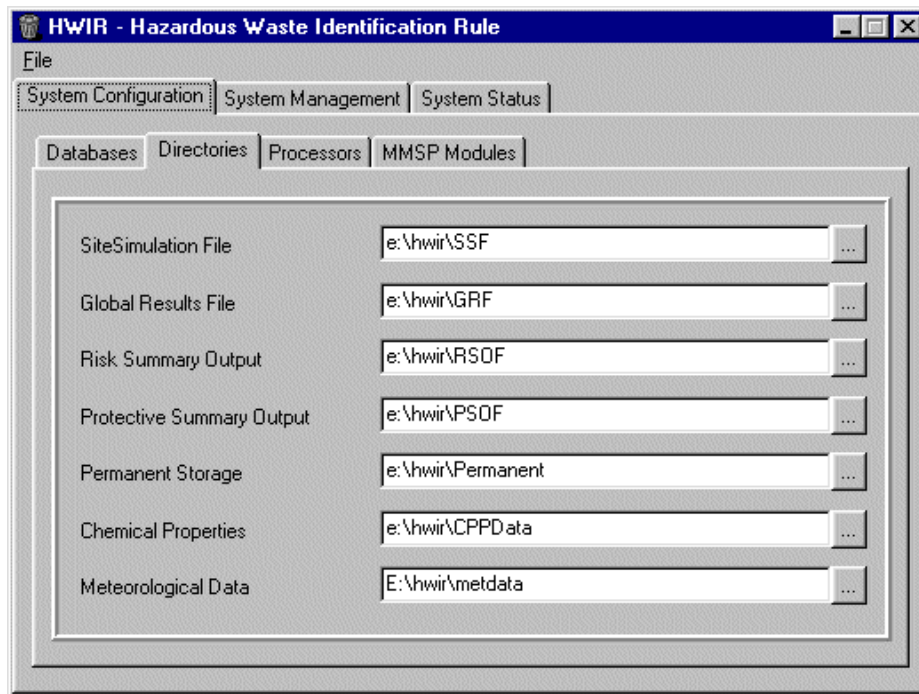 HWIR - Hazardous Waste Identification Rule
File
System Configuration System Management System Status
Databases Directories Processors MMSP Modules
SiteSimulation File e:\hwir\SSF ...
Global Results File e:\hwir\GRF ...
Risk Summary Output e:\hwir\RSOF ...
Protective Summary Output e:\hwir\PSOF ...
Permanent Storage e:\hwir\Permanent ...
Chemical Properties e:\hwir\CPPData ...
Meteorological Data E:\hwir\metdata ...